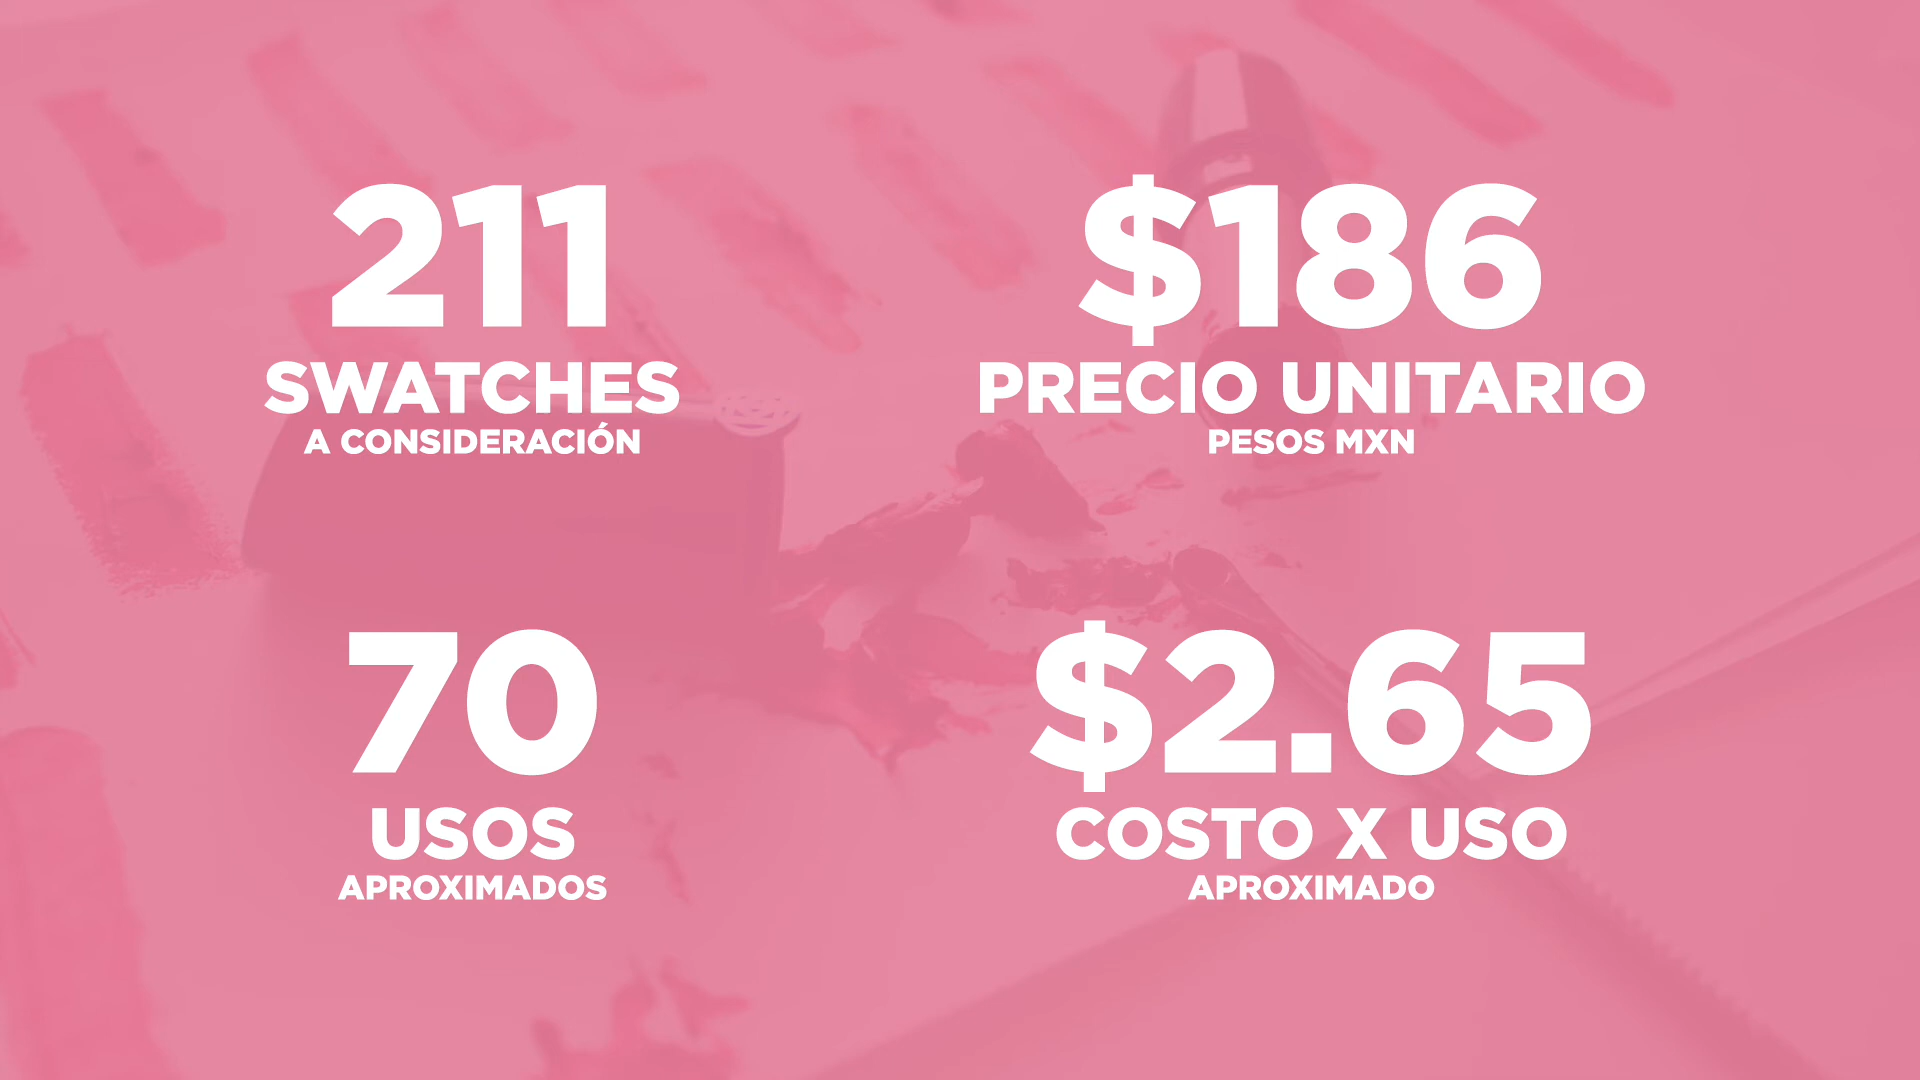 211
SWATCHES
A CONSIDERACIÓN
$186
PRECIO UNITARIO
PESOS MXN
70
USOS
APROXIMADOS
$2.65
COSTO X USO
APROXIMADO